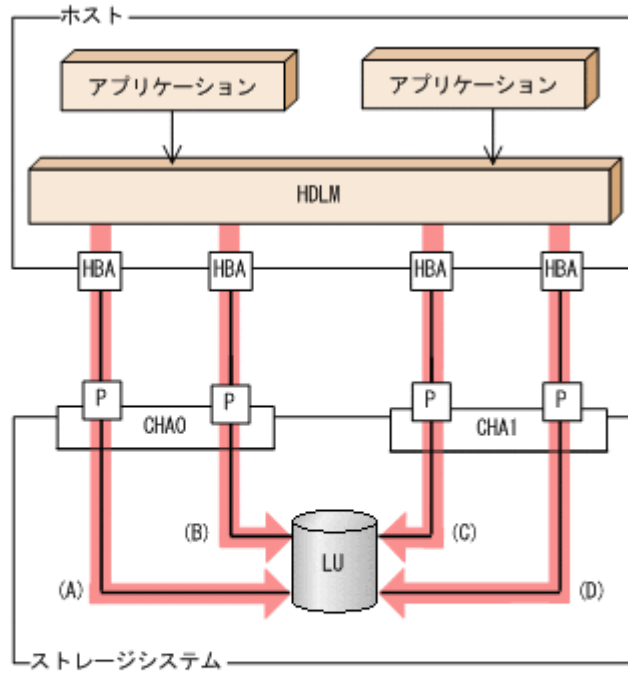 ホスト
アプリケーション
アプリケーション
HDLM
HBA
HBA
HBA
HBA
P
P
P
P
CHA0
CHA1
(B)
(C)
LU
(A)
(D)
ストレージシステム